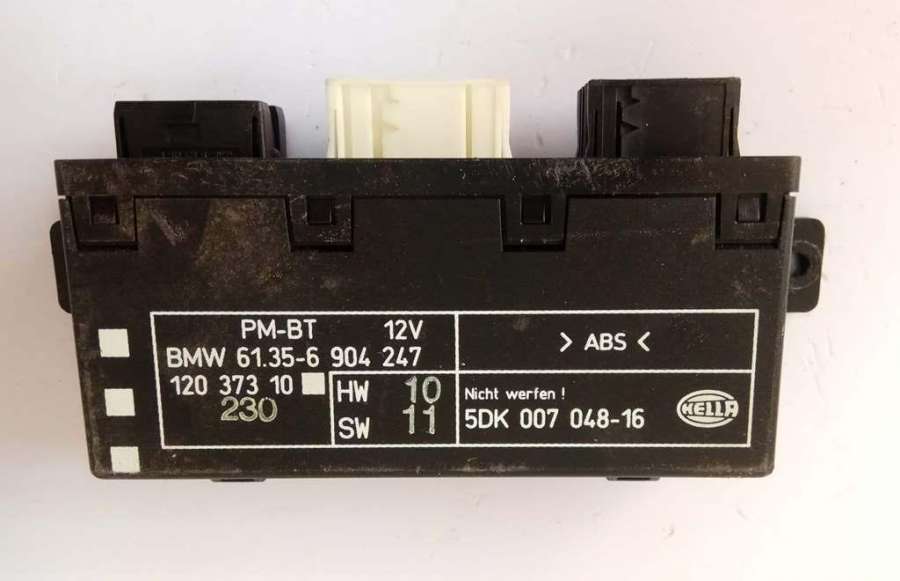 PM-BT 12V
BMW 61.35-6 904 247
120 373 10
230
HW 10
SW 11
> ABS <
Nicht werfen !
5DK 007 048-16
HELLA